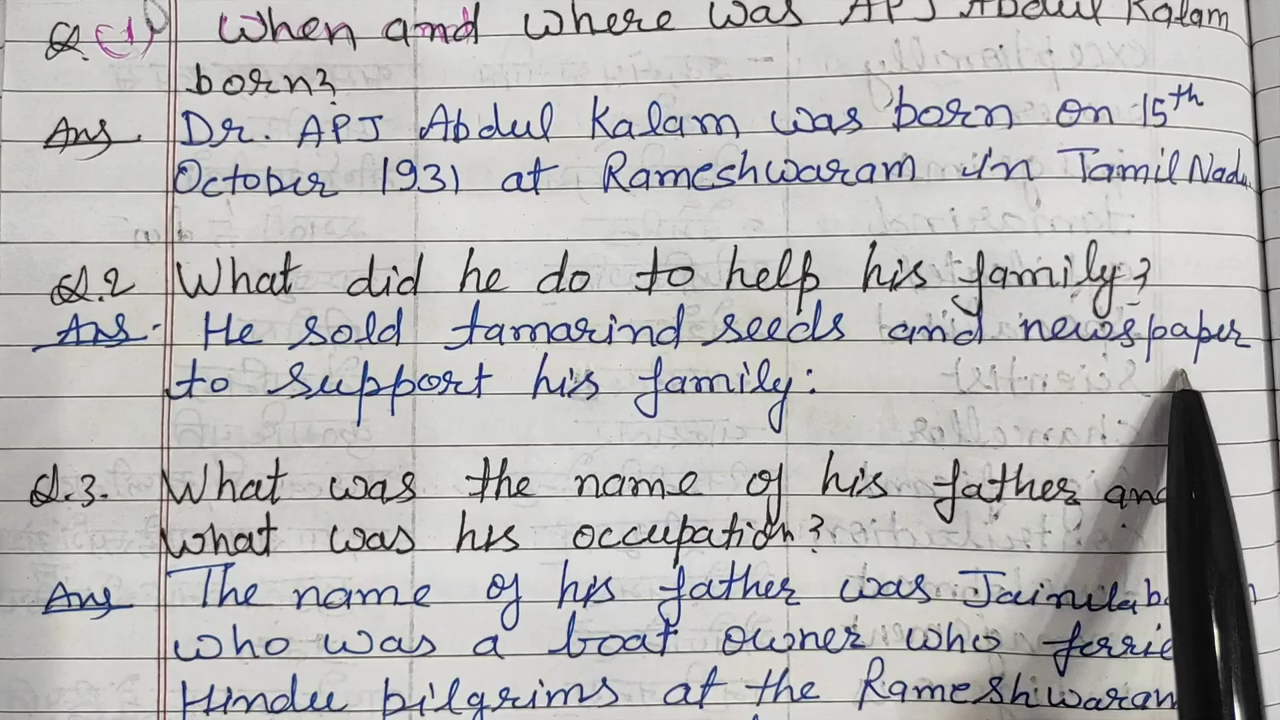 Q.(1) When and where was APJ Abdul Kalam
born?
Ans. Dr. APJ Abdul Kalam was born on 15th
October 1931 at Rameshwaram in Tamil Nadu
Q.2 What did he do to help his family?
Ans. He sold tamarind seeds and newspaper
to support his family:
Q.3. What was the name of his father and
what was his occupation?
Ans The name of his father was
who was a boat owner who
Hindu pilgrims at the